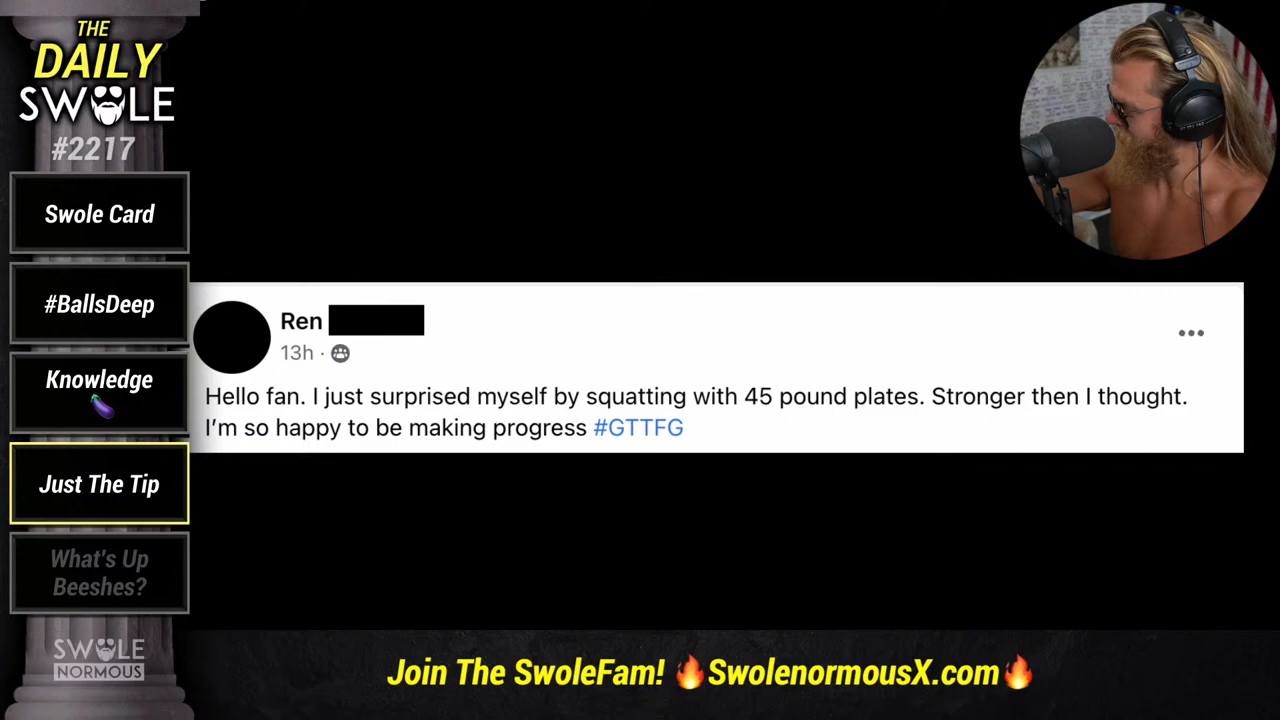 THE
DAILY
SWOLE
#2217
Swole Card
#BallsDeep
Knowledge
Just The Tip
What's Up
Beeshes?
SWOLE
NORMOUS
Ren
13h ·
Hello fan. I just surprised myself by squatting with 45 pound plates. Stronger then I thought.
I'm so happy to be making progress #GTTFG
Join The SwoleFam! 🔥SwolenormousX.com🔥